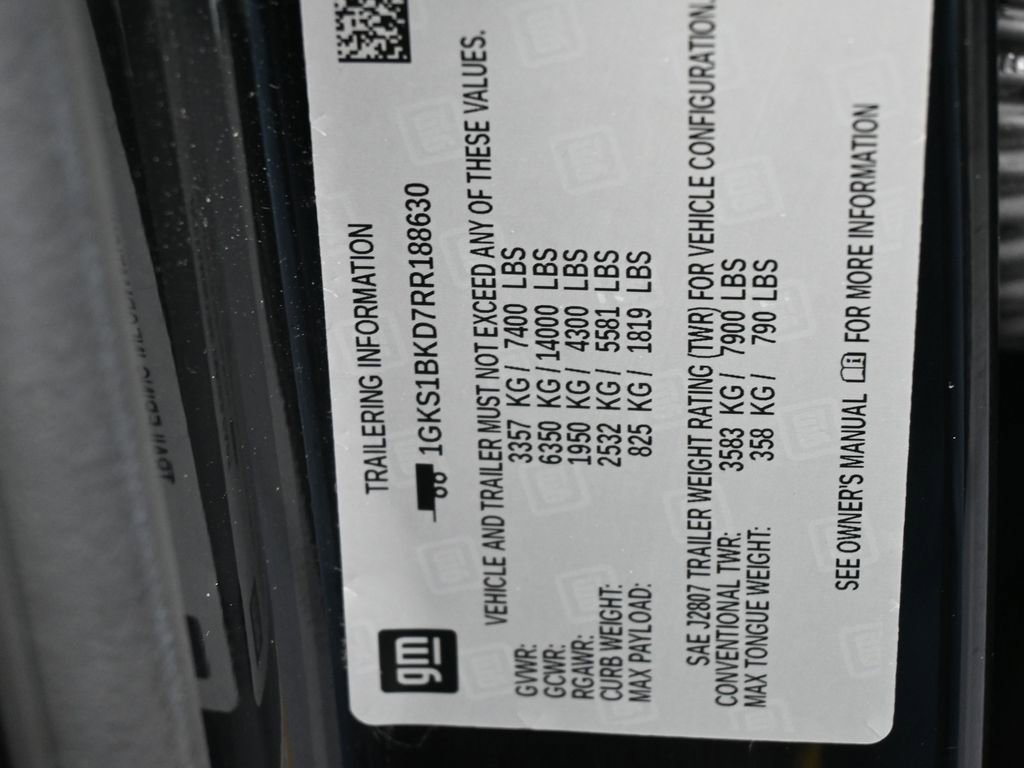 gm
TRAILERING INFORMATION
1GKS1BKD7RR188630
VEHICLE AND TRAILER MUST NOT EXCEED ANY OF THESE VALUES.
GVWR: 3357 KG / 7400 LBS
GCWR: 6350 KG / 14000 LBS
RGAWR: 1950 KG / 4300 LBS
CURB WEIGHT: 2532 KG / 5581 LBS
MAX PAYLOAD: 825 KG / 1819 LBS
SAE J2807 TRAILER WEIGHT RATING (TWR) FOR VEHICLE CONFIGURATION.
CONVENTIONAL TWR: 3583 KG / 7900 LBS
MAX TONGUE WEIGHT: 358 KG / 790 LBS
SEE OWNER'S MANUAL FOR MORE INFORMATION